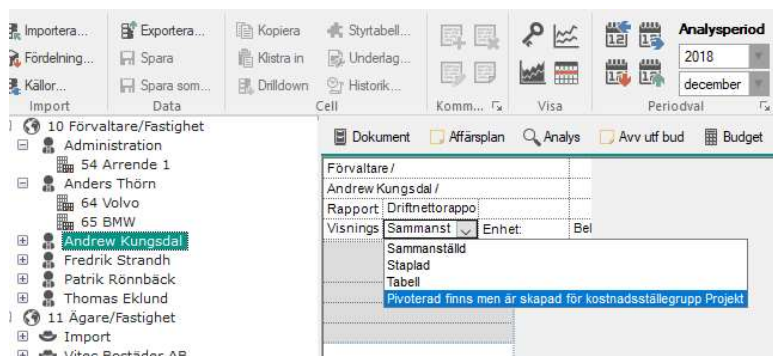 Importera... Exportera... Kopiera Styrtabell... Analysperiod
Fördelning... Spara Klistra in Underlag... 2018
Källor... Spara som... Drilldown Historik... december
Import Data Cell Komm... Visa Periodval
10 Förvaltare/Fastighet
Administration
54 Arrende 1
Anders Thörn
64 Volvo
65 BMW
Andrew Kungsdal
Fredrik Strandh
Patrik Rönnbäck
Thomas Eklund
11 Ägare/Fastighet
Import
Vitec Bostäder AB
Dokument Affärsplan Analys Avv utf bud Budget
Förvaltare /
Andrew Kungsdal /
Rapport Driftnettorappo
Visnings Sammanst Enhet: Bel
Sammanställd
Staplad
Tabell
Pivoterad finns men är skapad för kostnadsställegrupp Projekt